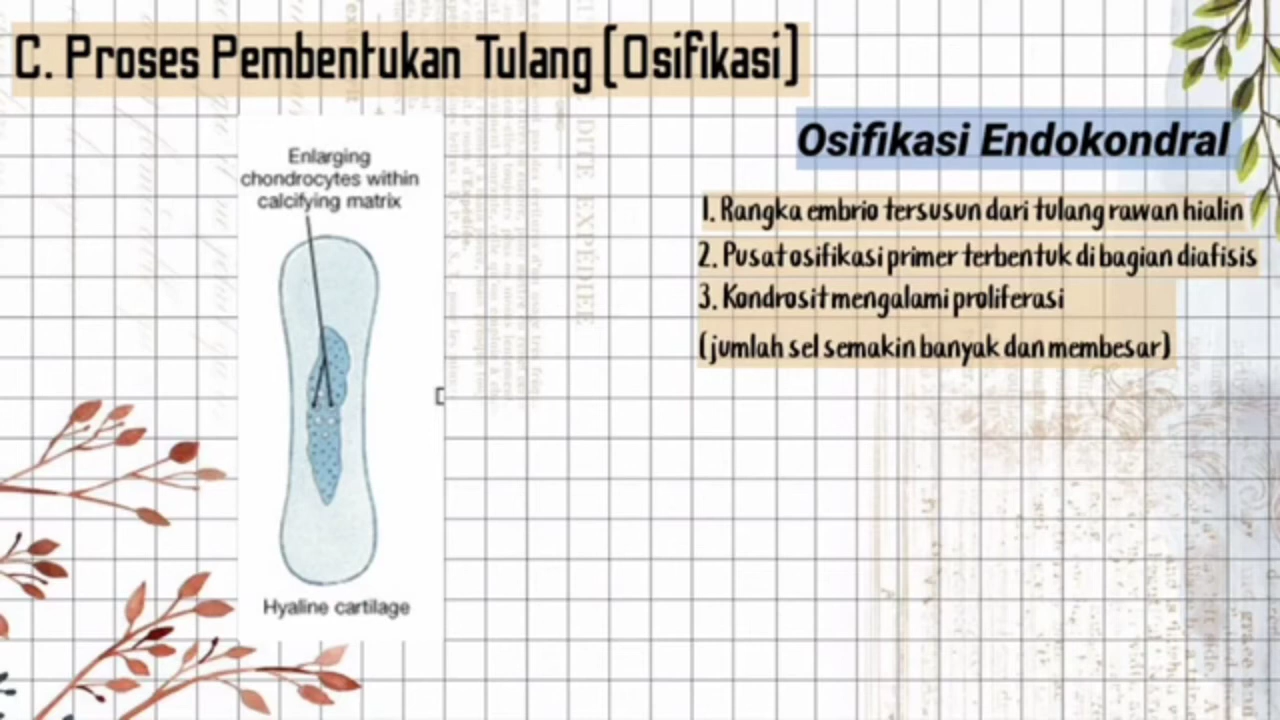 C. Proses Pembentukan Tulang (Osifikasi)
Osifikasi Endokondral
Enlarging
chondrocytes within
calcifying matrix
Hyaline cartilage
1. Rangka embrio tersusun dari tulang rawan hialin
2. Pusat osifikasi primer terbentuk di bagian diafisis
3. Kondrosit mengalami proliferasi
(jumlah sel semakin banyak dan membesar)
DITE EXPÉDIÉE